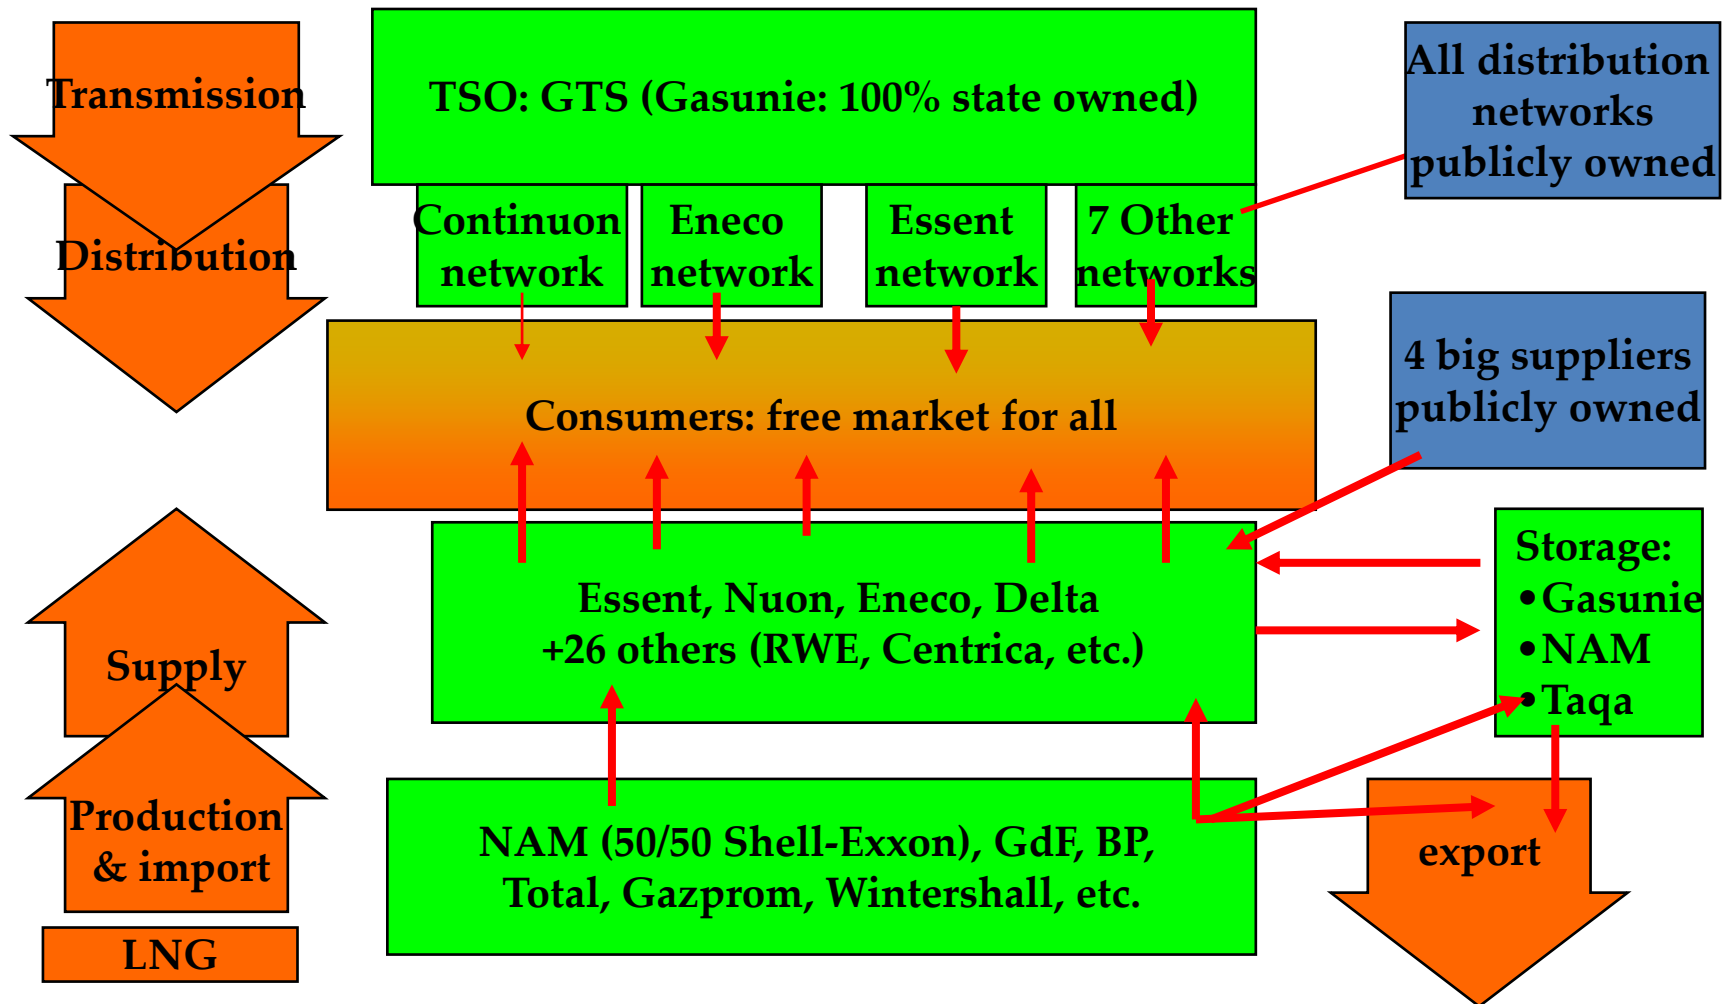 Transmission
TSO: GTS (Gasunie: 100% state owned)
All distribution
networks
publicly owned
Distribution
Continuon
network
Eneco
network
Essent
network
7 Other
networks
Consumers: free market for all
4 big suppliers
publicly owned
Supply
Essent, Nuon, Eneco, Delta
+26 others (RWE, Centrica, etc.)
Storage:
•Gasunie
•NAM
•Taqa
Production
& import
NAM (50/50 Shell-Exxon), GdF, BP,
Total, Gazprom, Wintershall, etc.
export
LNG